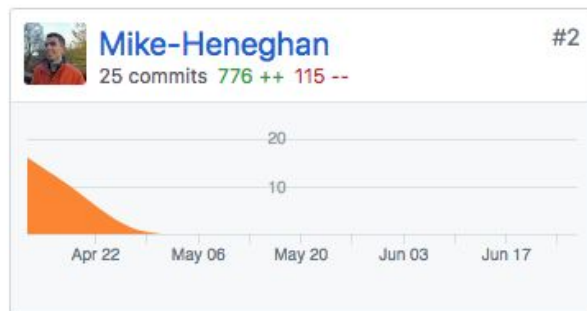 Mike-Heneghan #2
25 commits 776 ++ 115 --
20
10
Apr 22 May 06 May 20 Jun 03 Jun 17